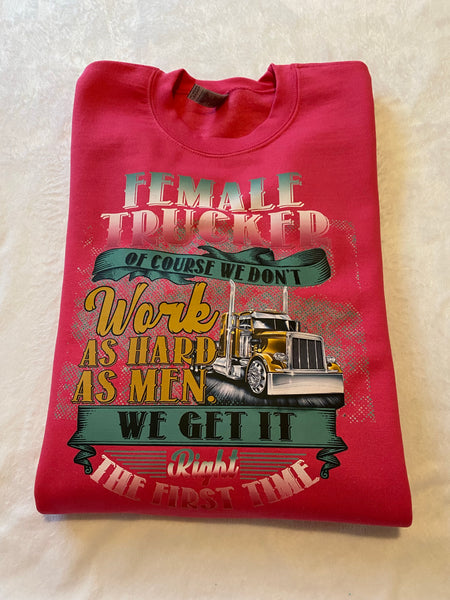 FEMALE
TRUCKER
OF COURSE WE DON'T
Work
AS HARD
AS MEN.
WE GET IT
Right
THE FIRST TIME